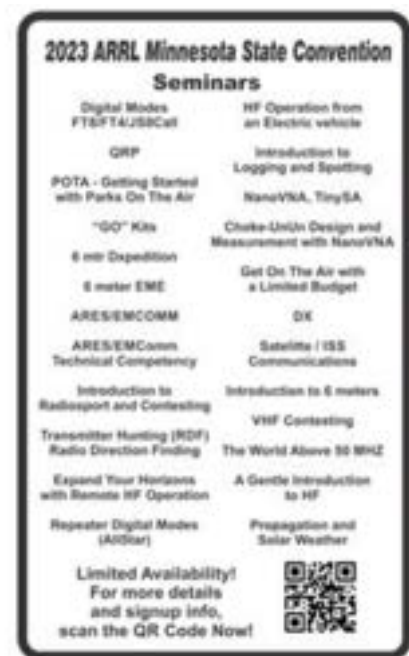 2023 ARRL Minnesota State Convention
Seminars
Digital Modes
FT8/FT4/JS8Call
QRP
POTA - Getting Started
with Parks On The Air
"GO" Kits
6 mtr Dxpedition
6 meter EME
ARES/EMCOMM
ARES/EMComm
Technical Competency
Introduction to
Radiosport and Contesting
Transmitter Hunting (RDF)
Radio Direction Finding
Expand Your Horizons
with Remote HF Operation
Repeater Digital Modes
(AllStar)
HF Operation from
an Electric vehicle
Introduction to
Logging and Spotting
NanoVNA, TinySA
Choke-UnUn Design and
Measurement with NanoVNA
Get On The Air with
a Limited Budget
DX
Satellite / ISS
Communications
Introduction to 6 meters
VHF Contesting
The World Above 50 MHZ
A Gentle Introduction
to HF
Propagation and
Solar Weather
Limited Availability!
For more details
and signup info,
scan the QR Code Now!